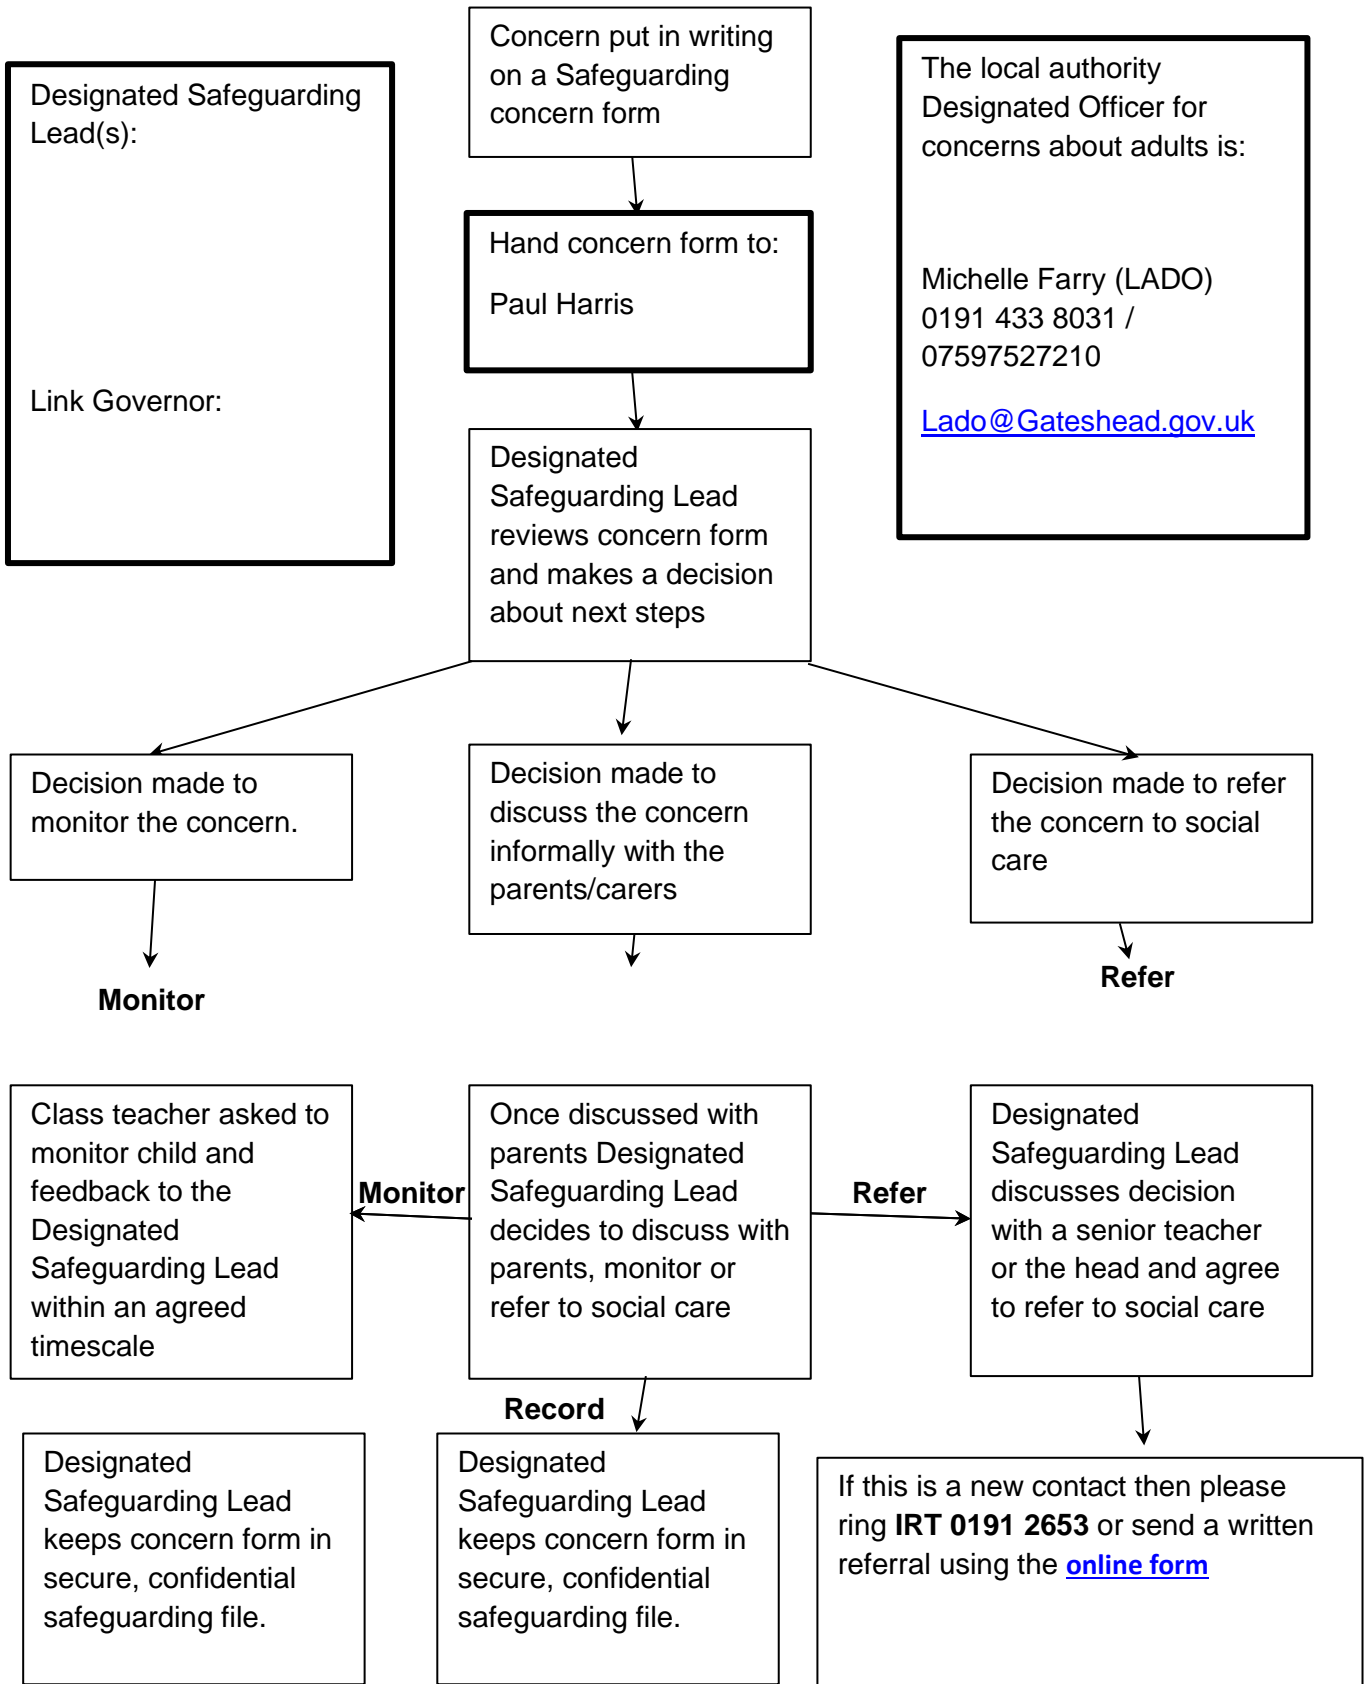 Concern put in writing
on a Safeguarding
concern form
Designated Safeguarding
Lead(s):
Link Governor:
The local authority
Designated Officer for
concerns about adults is:
Michelle Farry (LADO)
0191 433 8031 /
07597527210
Lado@Gateshead.gov.uk
Hand concern form to:
Paul Harris
Designated
Safeguarding Lead
reviews concern form
and makes a decision
about next steps
Decision made to
monitor the concern.
Decision made to
discuss the concern
informally with the
parents/carers
Decision made to refer
the concern to social
care
Monitor
Refer
Class teacher asked to
monitor child and
feedback to the
Designated
Safeguarding Lead
within an agreed
timescale
Monitor
Once discussed with
parents Designated
Safeguarding Lead
decides to discuss with
parents, monitor or
refer to social care
Refer
Designated
Safeguarding Lead
discusses decision
with a senior teacher
or the head and agree
to refer to social care
Record
Designated
Safeguarding Lead
keeps concern form in
secure, confidential
safeguarding file.
Designated
Safeguarding Lead
keeps concern form in
secure, confidential
safeguarding file.
If this is a new contact then please
ring IRT 0191 2653 or send a written
referral using the online form